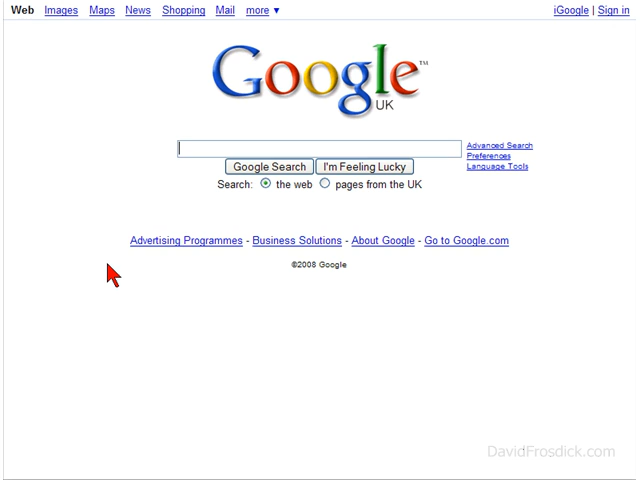 Web Images Maps News Shopping Mail more ▼ iGoogle | Sign in
Google™
UK
Advanced Search
Preferences
Language Tools
Google Search I'm Feeling Lucky
Search: the web pages from the UK
Advertising Programmes - Business Solutions - About Google - Go to Google.com
©2008 Google
DavidFrosdick.com